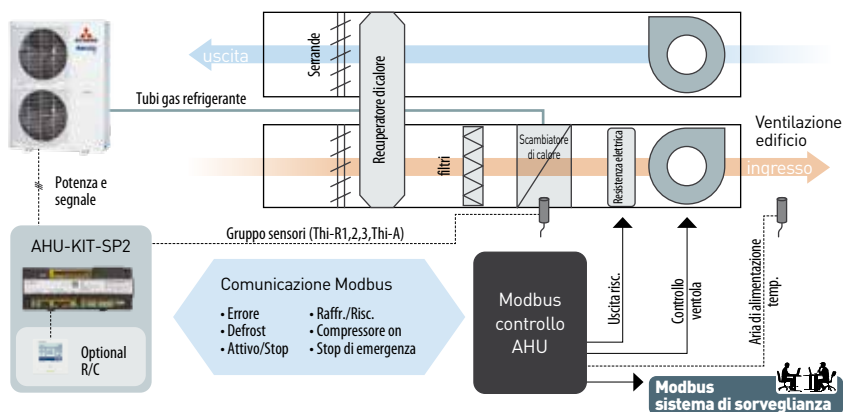 uscita
Serrande
Recuperatore di calore
Tubi gas refrigerante
filtri
Scambiatore
di calore
Resistenza elettrica
Ventilazione
edificio
ingresso
Potenza e
segnale
Gruppo sensori (Thi-R1,2,3,Thi-A)
AHU-KIT-SP2
Optional
R/C
Comunicazione Modbus
• Errore
• Defrost
• Attivo/Stop
• Raffr./Risc.
• Compressore on
• Stop di emergenza
Modbus
controllo
AHU
Uscita risc.
Controllo
ventola
Aria di alimentazione
temp.
Modbus
sistema di sorveglianza